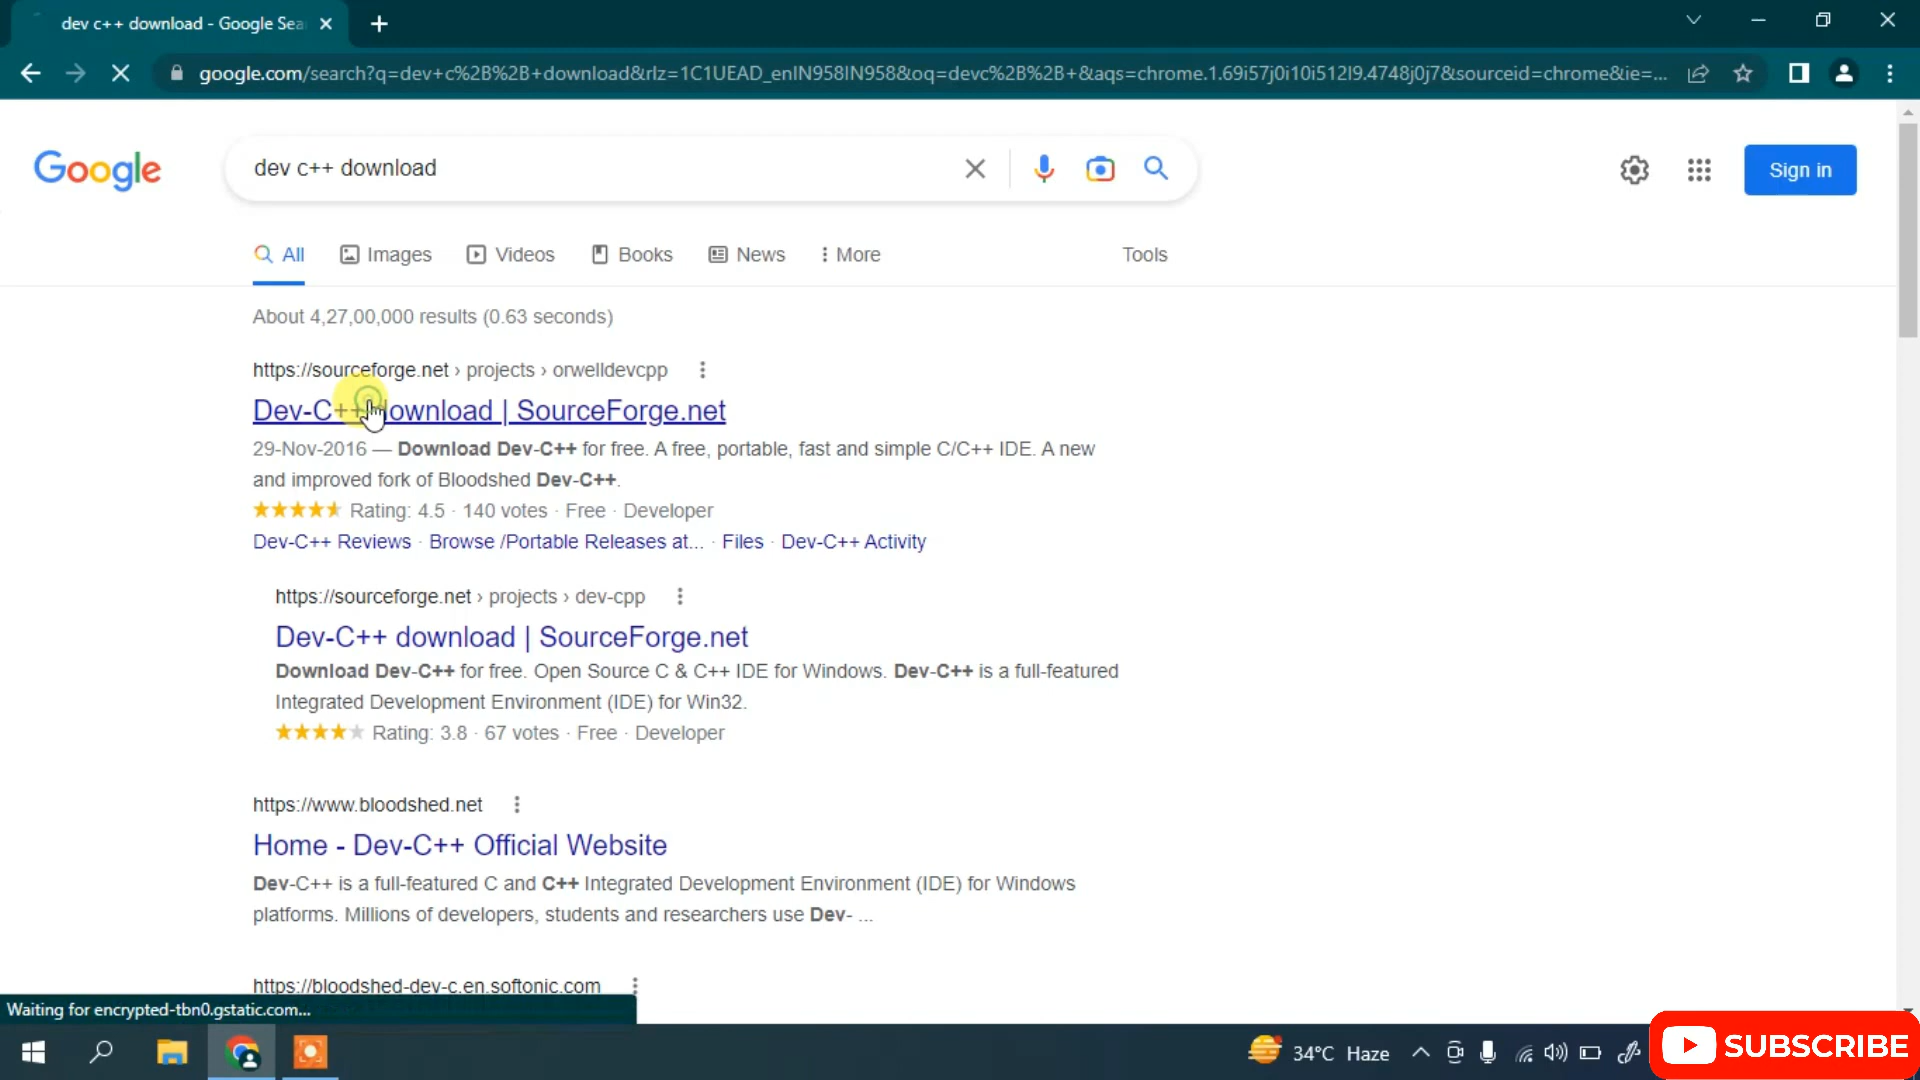 dev c++ download - Google Sea
google.com/search?q=dev+c%2B%2B+download&rlz=1C1UEAD_enIN958IN958&oq=devc%2B%2B+&aqs=chrome.1.69i57j0i10i512l9.4748j0j7&sourceid=chrome&ie=...
Google
dev c++ download
Sign in
All Images Videos Books News More Tools
About 4,27,00,000 results (0.63 seconds)
https://sourceforge.net › projects › orwelldevcpp
Dev-C++ download | SourceForge.net
29-Nov-2016 — Download Dev-C++ for free. A free, portable, fast and simple C/C++ IDE. A new
and improved fork of Bloodshed Dev-C++.
Rating: 4.5 · 140 votes · Free · Developer
Dev-C++ Reviews · Browse /Portable Releases at... · Files · Dev-C++ Activity
https://sourceforge.net › projects › dev-cpp
Dev-C++ download | SourceForge.net
Download Dev-C++ for free. Open Source C & C++ IDE for Windows. Dev-C++ is a full-featured
Integrated Development Environment (IDE) for Win32.
Rating: 3.8 · 67 votes · Free · Developer
https://www.bloodshed.net
Home - Dev-C++ Official Website
Dev-C++ is a full-featured C and C++ Integrated Development Environment (IDE) for Windows
platforms. Millions of developers, students and researchers use Dev- ...
https://bloodshed-dev-c.en.softonic.com
Waiting for encrypted-tbn0.gstatic.com...
34°C Haze
SUBSCRIBE